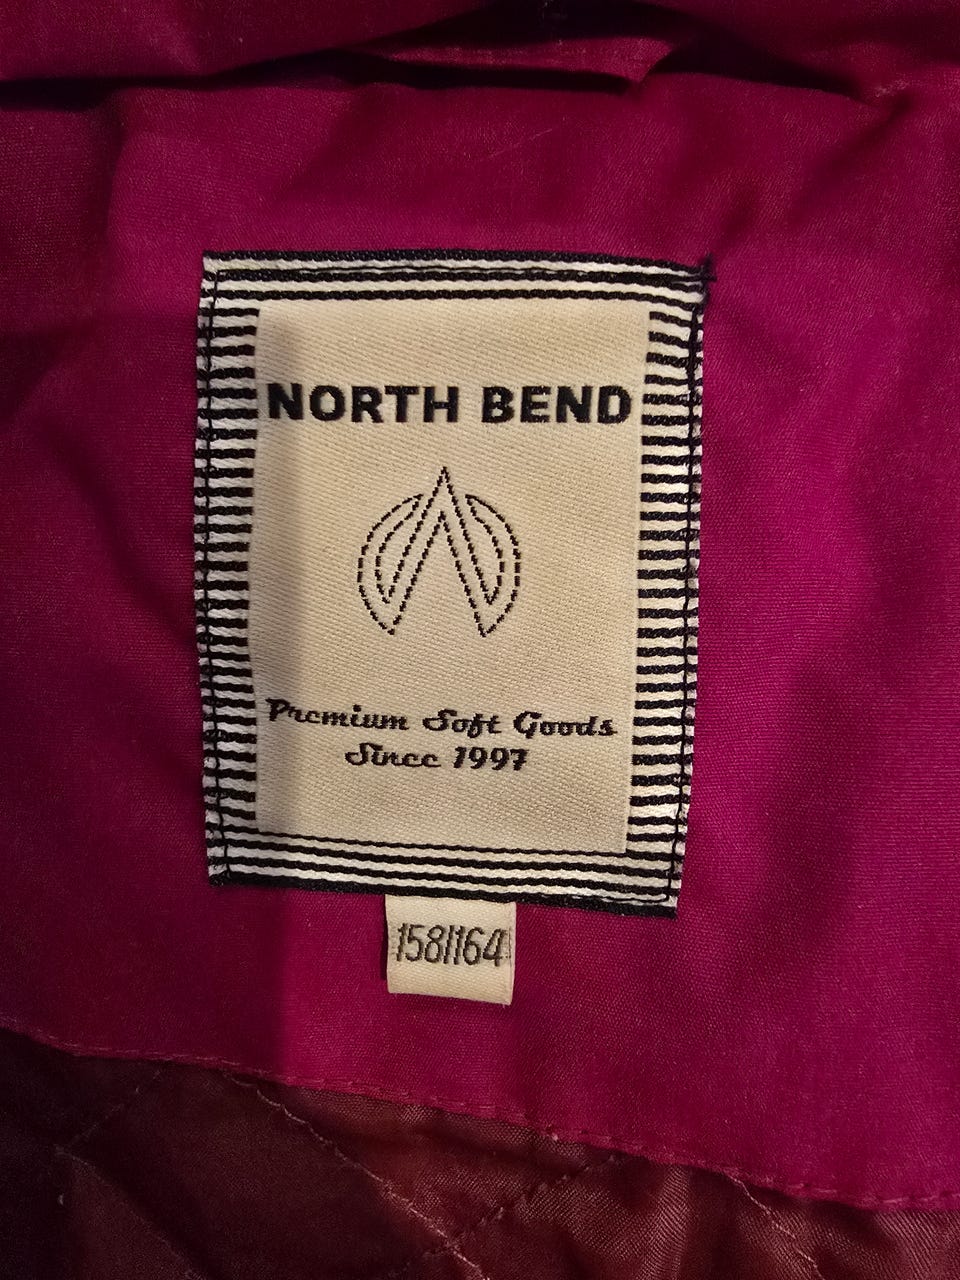 NORTH BEND
Premium Soft Goods
Since 1997
158/164